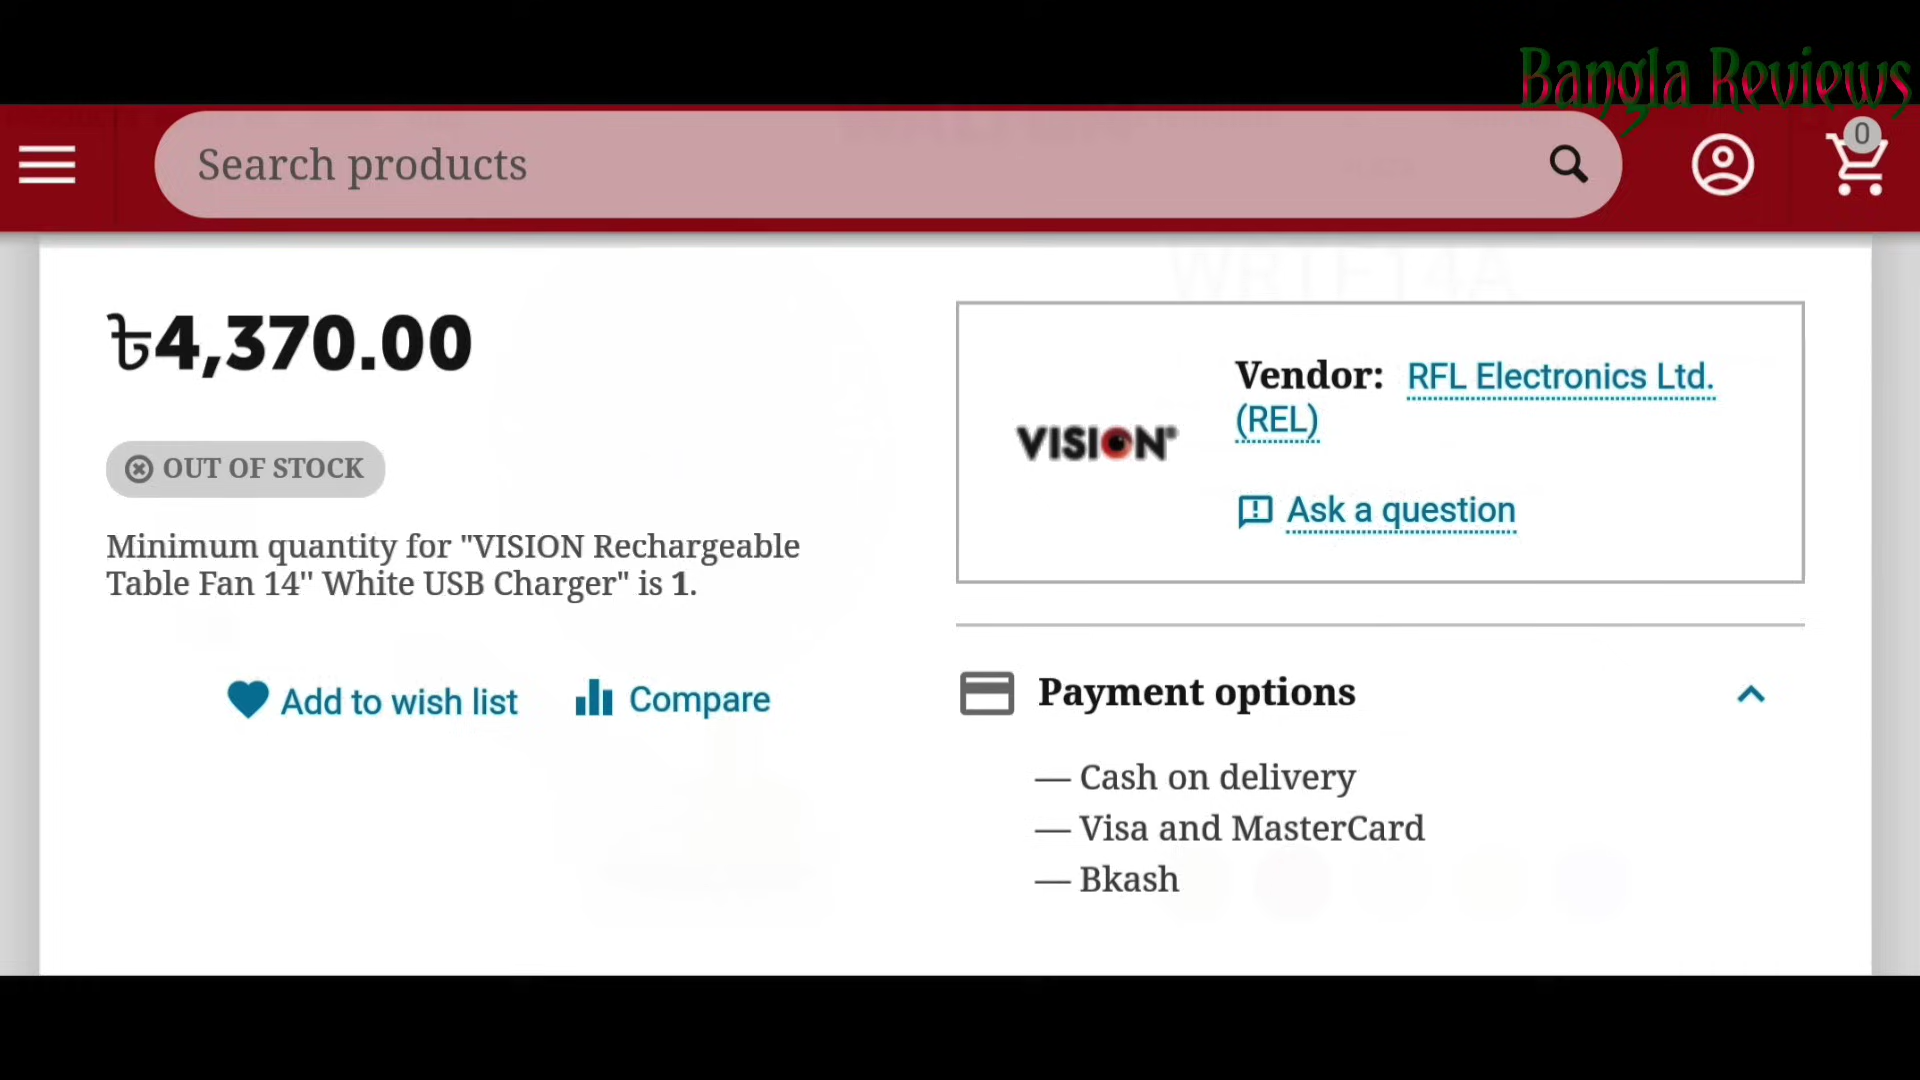 Bangla Reviews
Search products
0
WRTF14A
৳4,370.00
OUT OF STOCK
Minimum quantity for "VISION Rechargeable
Table Fan 14'' White USB Charger" is 1.
Add to wish list
Compare
VISION®
Vendor: RFL Electronics Ltd.
(REL)
Ask a question
Payment options
— Cash on delivery
— Visa and MasterCard
— Bkash